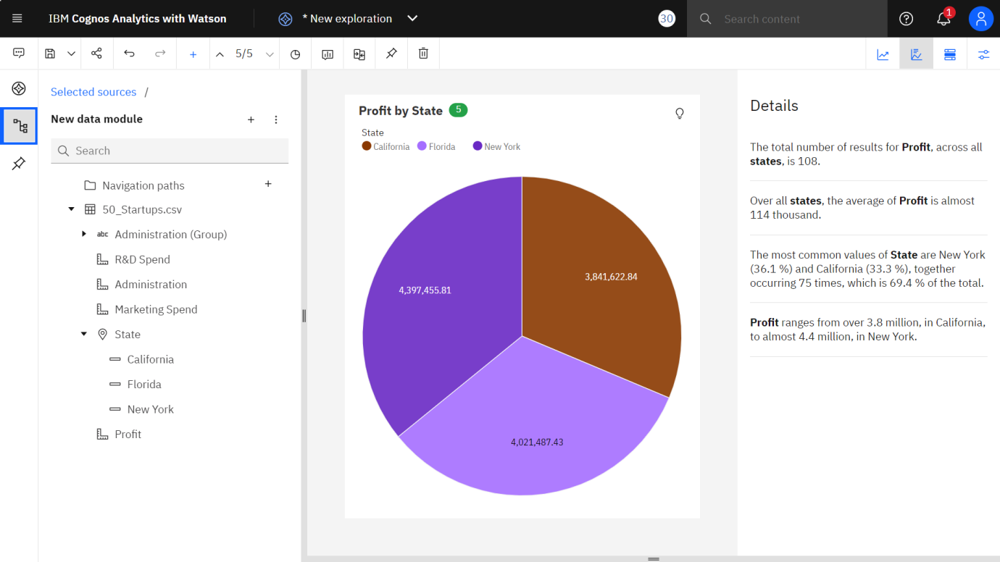 IBM Cognos Analytics with Watson
* New exploration
30
Search content
1
5/5
Selected sources /
New data module
Search
Navigation paths
50_Startups.csv
abc Administration (Group)
R&D Spend
Administration
Marketing Spend
State
California
Florida
New York
Profit
Profit by State 5
State
California Florida New York
4,397,455.81
3,841,622.84
4,021,487.43
Details
The total number of results for Profit, across all
states, is 108.
Over all states, the average of Profit is almost
114 thousand.
The most common values of State are New York
(36.1 %) and California (33.3 %), together
occurring 75 times, which is 69.4 % of the total.
Profit ranges from over 3.8 million, in California,
to almost 4.4 million, in New York.